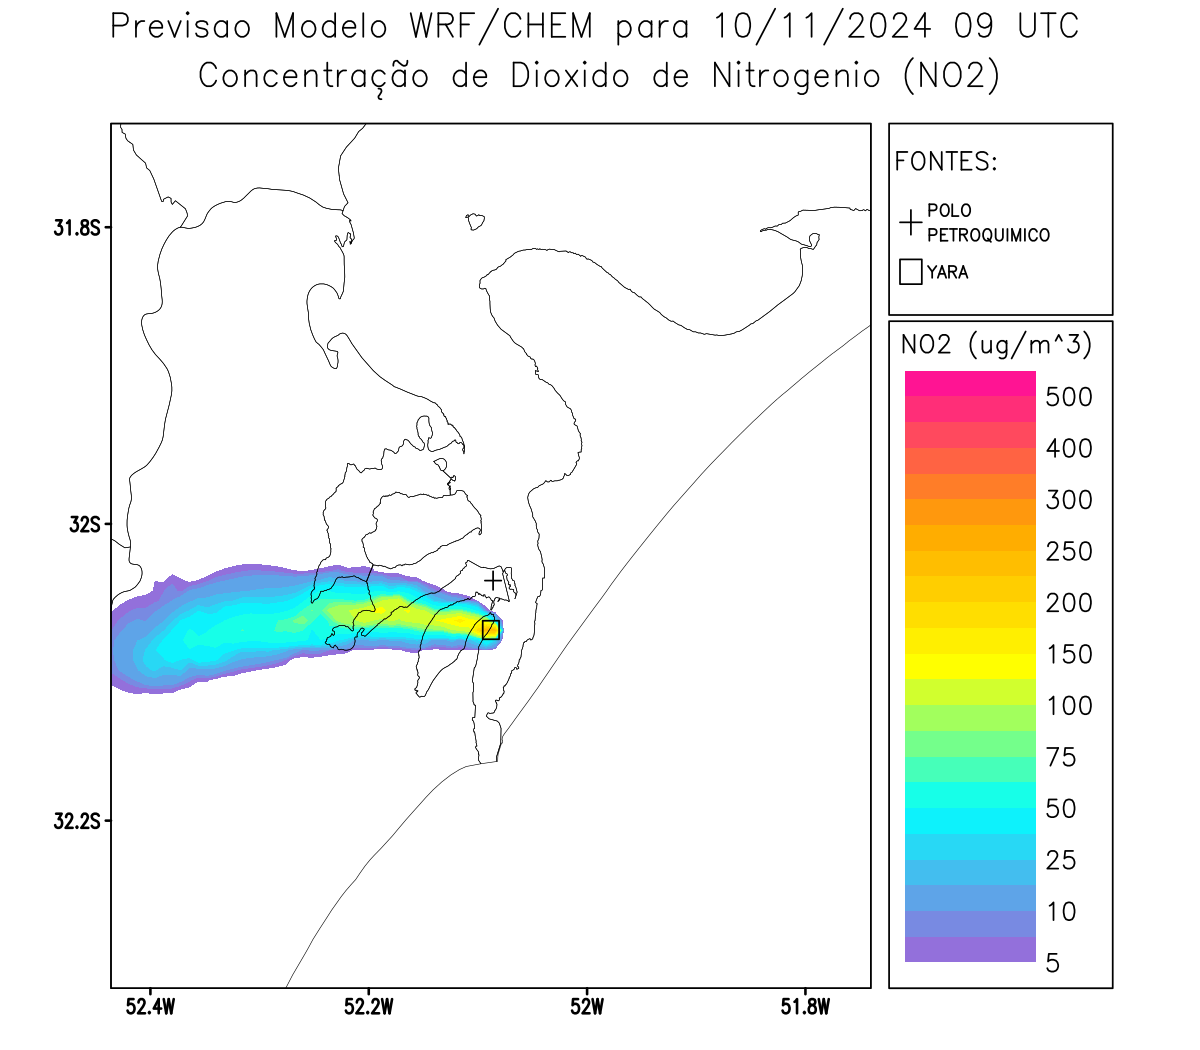 Previsao Modelo WRF/CHEM para 10/11/2024 09 UTC
Concentração de Dioxido de Nitrogenio (NO2)
FONTES:
POLO
PETROQUIMICO
YARA
NO2 (ug/m^3)
500
400
300
250
200
150
100
75
50
25
10
5
31.8S
32S
32.2S
52.4W
52.2W
52W
51.8W